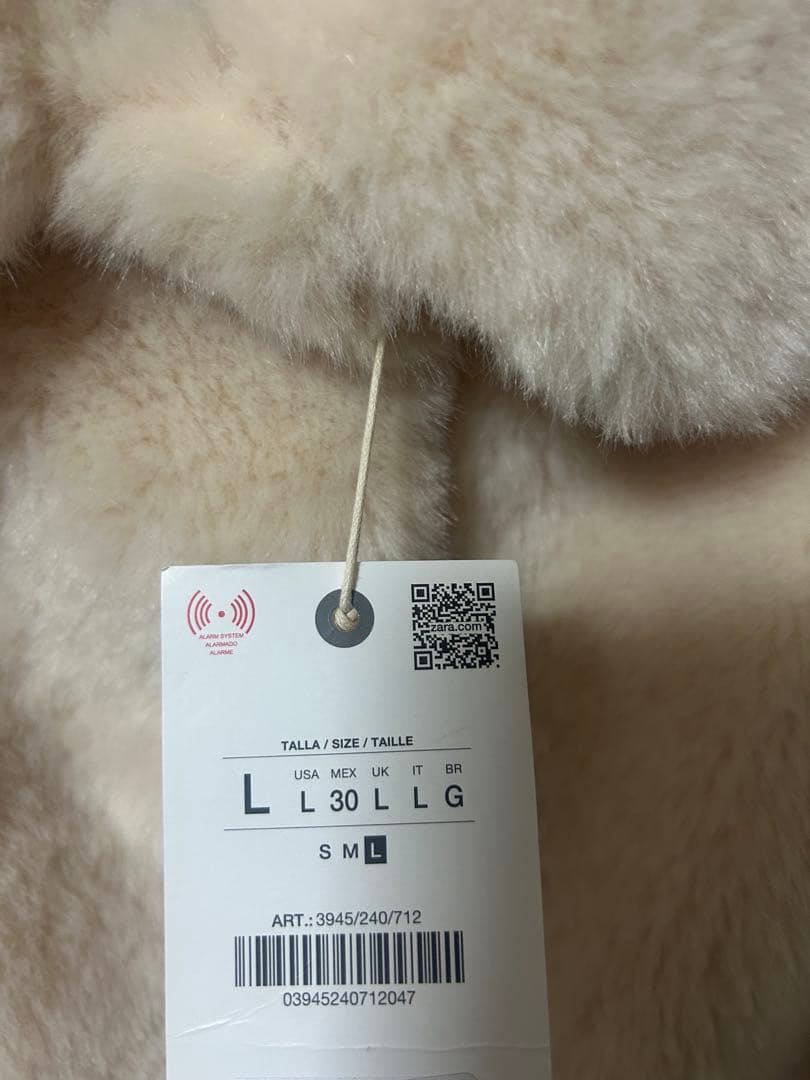 ALARM SYSTEM
ALARMADO
ALARME
zara.com
TALLA / SIZE / TAILLE
USA MEX UK IT BR
L L 30 L L G
S M L
ART.: 3945/240/712
03945240712047